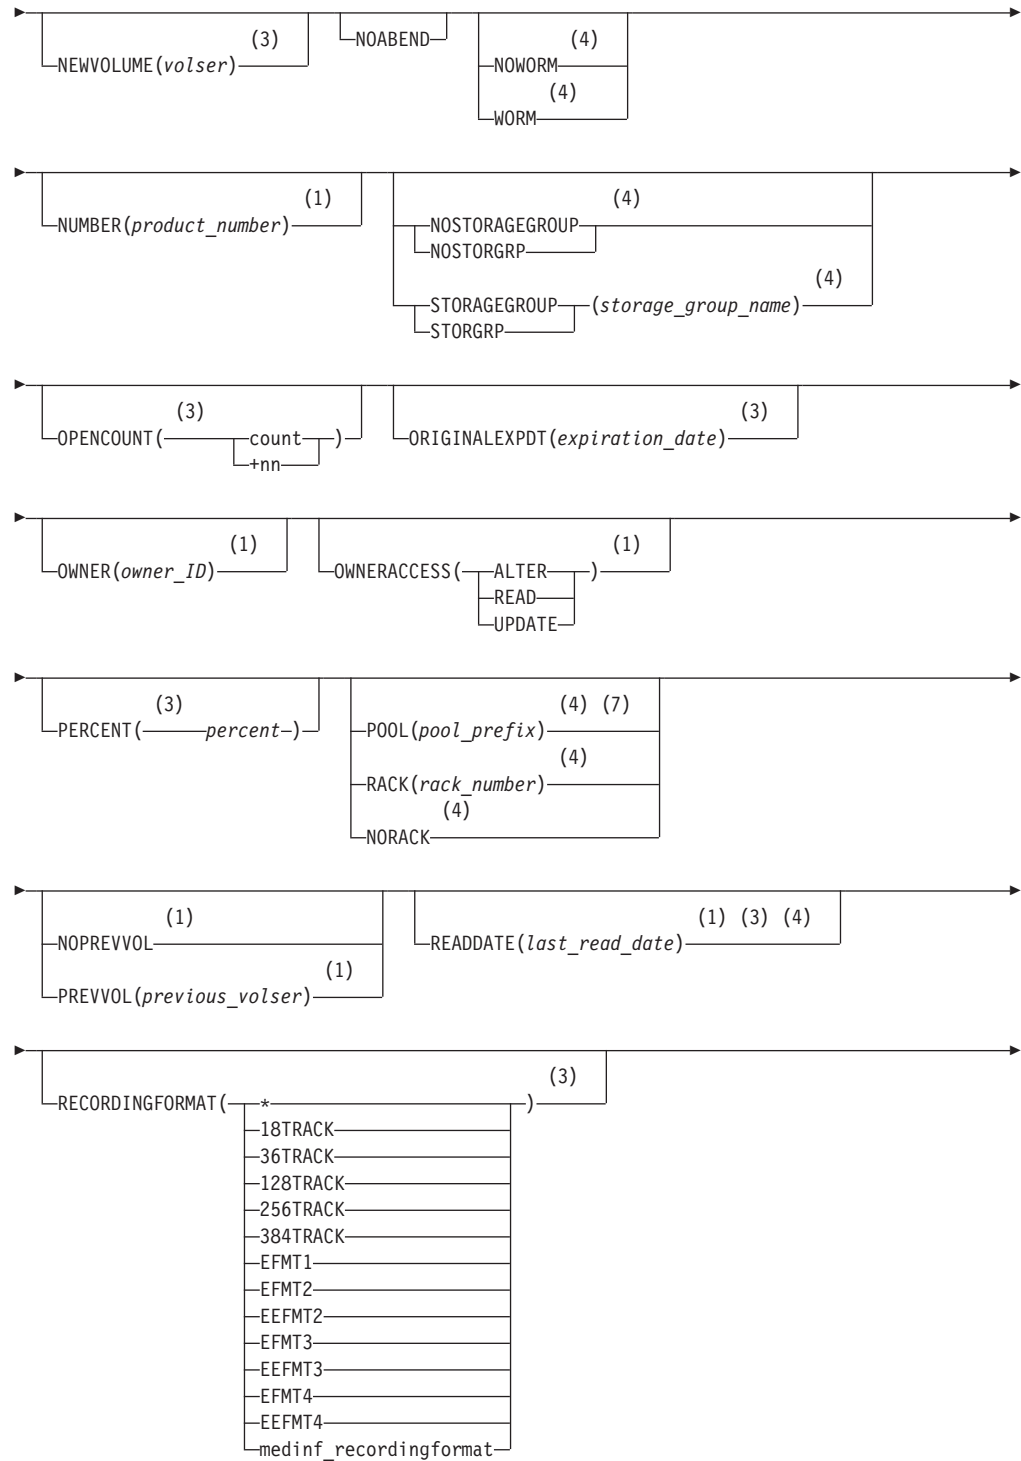 (3) (4)
NEWVOLUME(volser) NOABEND NOWORM
(4)
WORM
(1) (4)
NUMBER(product_number) NOSTORAGEGROUP
NOSTORGRP
(4)
STORAGEGROUP (storage_group_name)
STORGRP
(3) (3)
OPENCOUNT( count ) ORIGINALEXPDT(expiration_date)
+nn
(1) (1)
OWNER(owner_ID) OWNERACCESS( ALTER )
READ
UPDATE
(3) (4) (7)
PERCENT( percent ) POOL(pool_prefix)
(4)
RACK(rack_number)
(4)
NORACK
(1) (1) (3) (4)
NOPREVVOL READDATE(last_read_date)
(1)
PREVVOL(previous_volser)
(3)
RECORDINGFORMAT( * )
18TRACK
36TRACK
128TRACK
256TRACK
384TRACK
EFMT1
EFMT2
EEFMT2
EFMT3
EEFMT3
EFMT4
EEFMT4
medinf_recordingformat